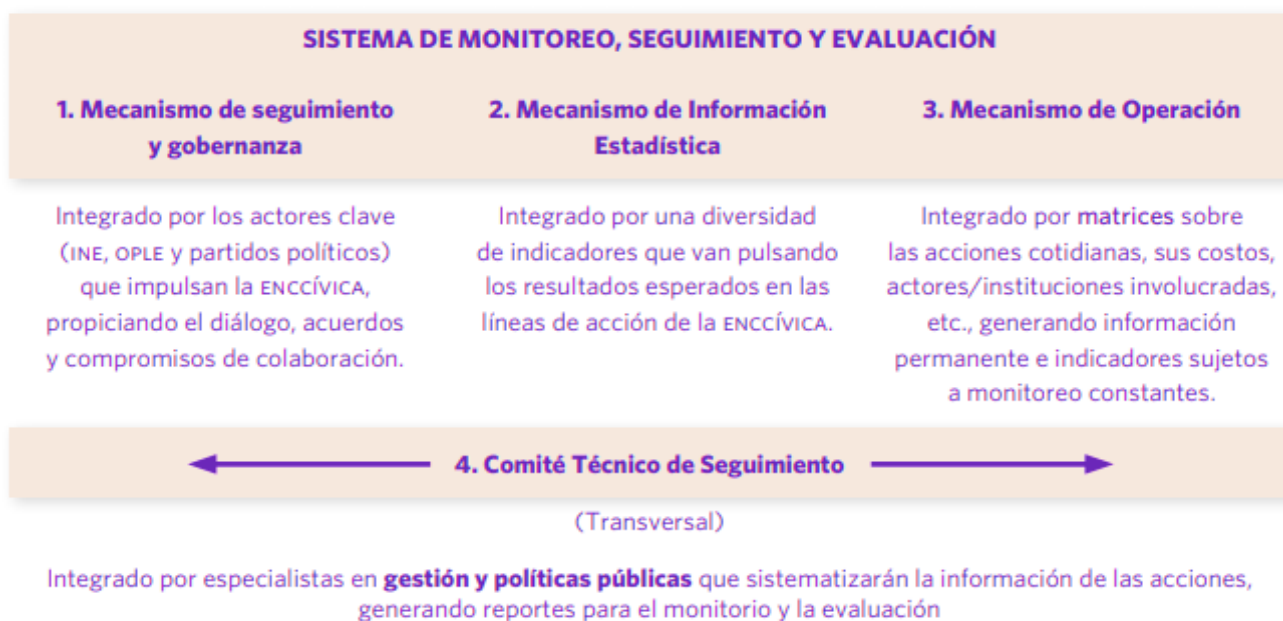 SISTEMA DE MONITOREO, SEGUIMIENTO Y EVALUACIÓN
1. Mecanismo de seguimiento
y gobernanza
Integrado por los actores clave
(INE, OPLE y partidos políticos)
que impulsan la ENCCÍVICA,
propiciando el diálogo, acuerdos
y compromisos de colaboración.
2. Mecanismo de Información
Estadística
Integrado por una diversidad
de indicadores que van pulsando
los resultados esperados en las
líneas de acción de la ENCCÍVICA.
3. Mecanismo de Operación
Integrado por matrices sobre
las acciones cotidianas, sus costos,
actores/instituciones involucradas,
etc., generando información
permanente e indicadores sujetos
a monitoreo constantes.
4. Comité Técnico de Seguimiento
(Transversal)
Integrado por especialistas en gestión y políticas públicas que sistematizarán la información de las acciones,
generando reportes para el monitorio y la evaluación